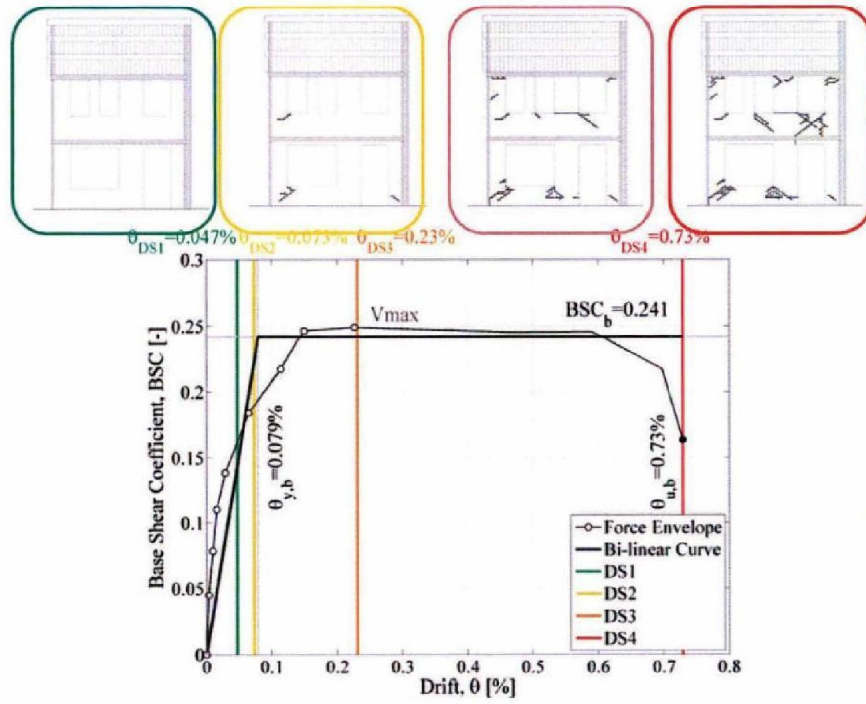 θDS1=0.047% θDS2=0.073% θDS3=0.23% θDS4=0.73%
0.3
0.25
0.2
0.15
0.1
0.05
0
Base Shear Coefficient, BSC [-]
Vmax
BSCb=0.241
θy,b=0.079%
θu,b=0.73%
Force Envelope
Bi-linear Curve
DS1
DS2
DS3
DS4
0 0.1 0.2 0.3 0.4 0.5 0.6 0.7 0.8
Drift, θ [%]